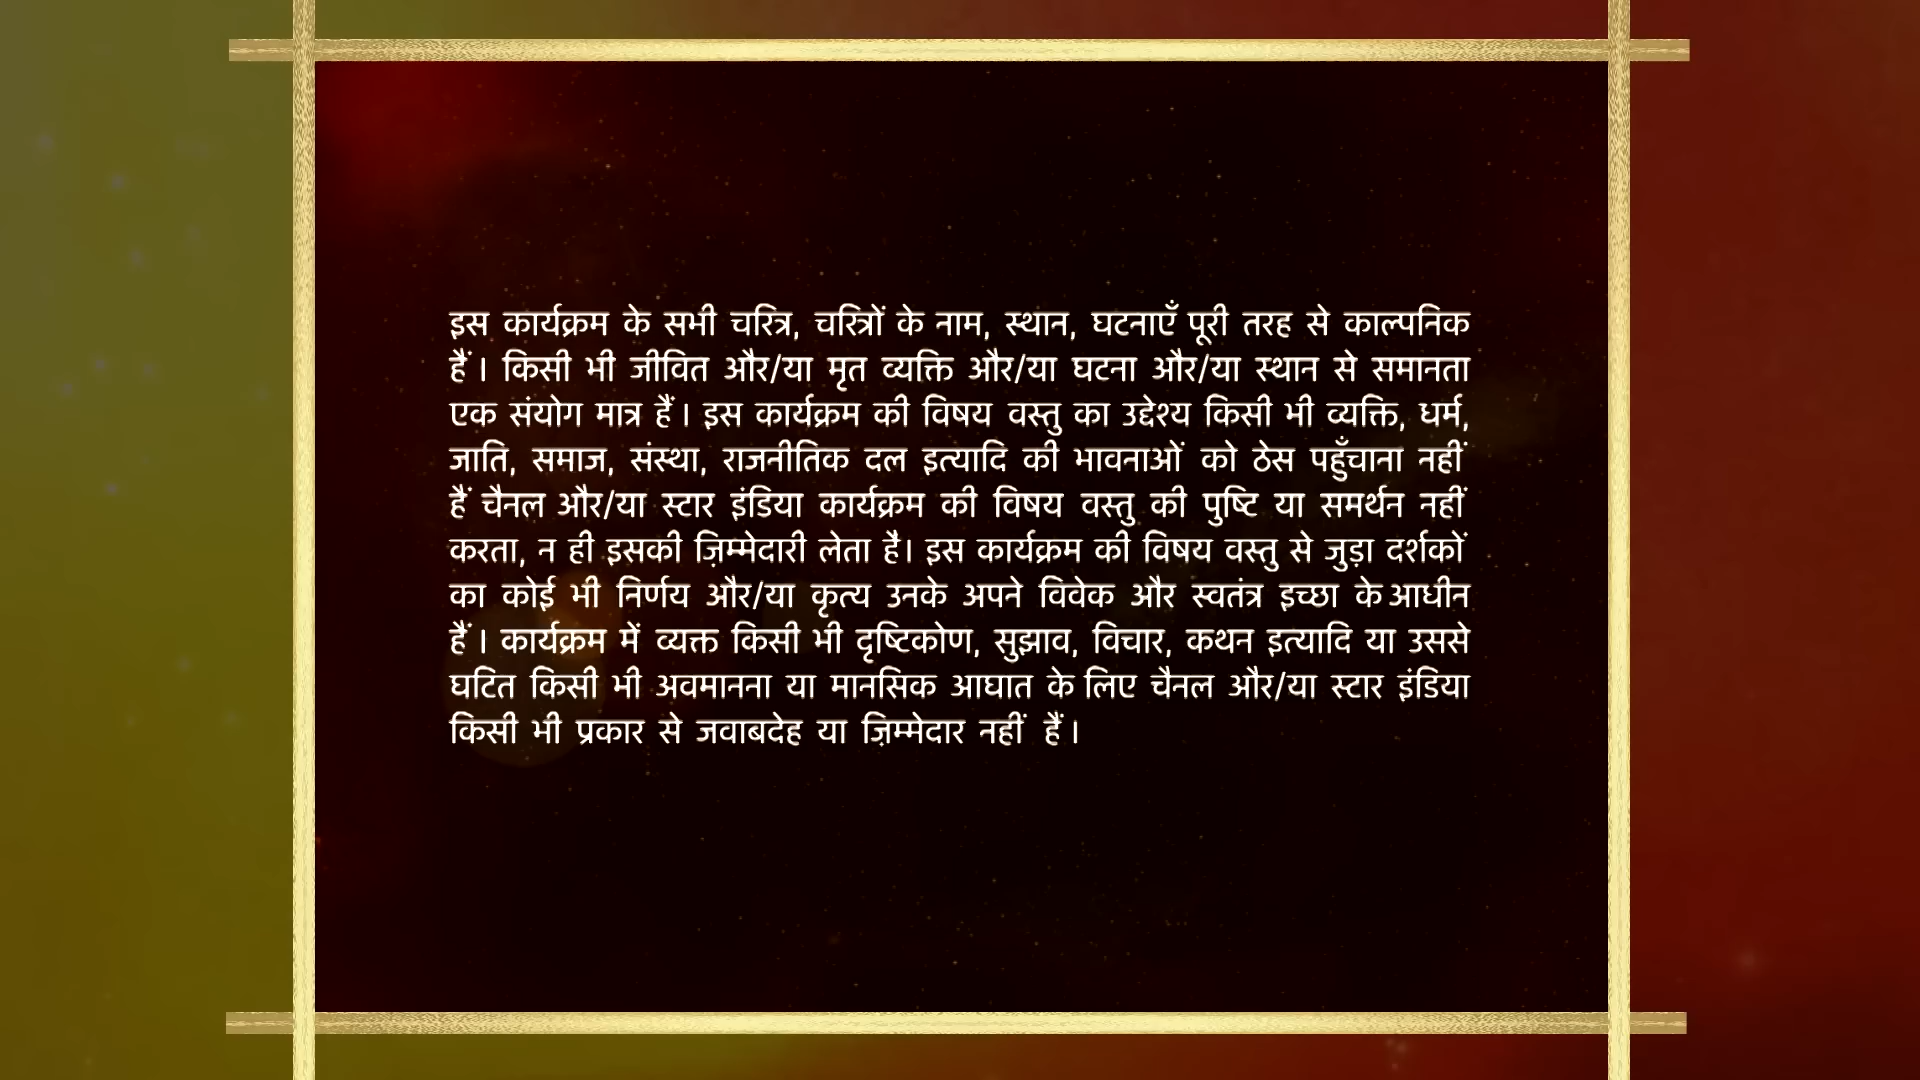 इस कार्यक्रम के सभी चरित्र, चरित्रों के नाम, स्थान, घटनाएँ पूरी तरह से काल्पनिक
हैं । किसी भी जीवित और/या मृत व्यक्ति और/या घटना और/या स्थान से समानता
एक संयोग मात्र हैं । इस कार्यक्रम की विषय वस्तु का उद्देश्य किसी भी व्यक्ति, धर्म,
जाति, समाज, संस्था, राजनीतिक दल इत्यादि की भावनाओं को ठेस पहुँचाना नहीं
हैं चैनल और/या स्टार इंडिया कार्यक्रम की विषय वस्तु की पुष्टि या समर्थन नहीं
करता, न ही इसकी ज़िम्मेदारी लेता है। इस कार्यक्रम की विषय वस्तु से जुड़ा दर्शकों
का कोई भी निर्णय और/या कृत्य उनके अपने विवेक और स्वतंत्र इच्छा के आधीन
हैं । कार्यक्रम में व्यक्त किसी भी दृष्टिकोण, सुझाव, विचार, कथन इत्यादि या उससे
घटित किसी भी अवमानना या मानसिक आघात के लिए चैनल और/या स्टार इंडिया
किसी भी प्रकार से जवाबदेह या ज़िम्मेदार नहीं हैं ।